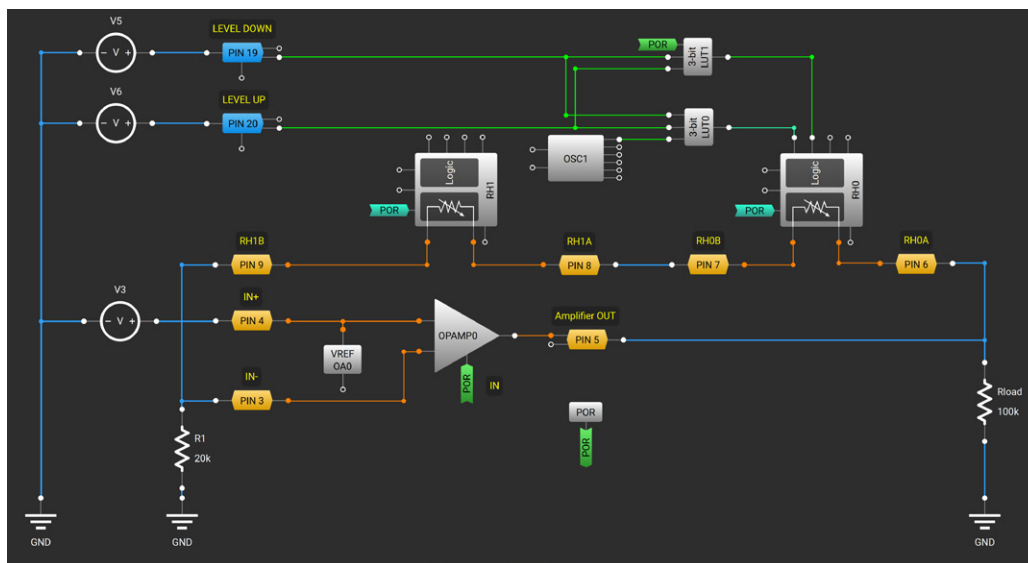 V5
LEVEL DOWN
− V +
PIN 19
POR
3-bit
LUT1
V6
LEVEL UP
− V +
PIN 20
3-bit
LUT0
OSC1
Logic
RH1
POR
Logic
RH0
POR
RH1B
PIN 9
RH1A
PIN 8
RH0B
PIN 7
RH0A
PIN 6
V3
− V +
IN+
PIN 4
OPAMP0
Amplifier OUT
PIN 5
VREF
OA0
IN-
PIN 3
POR
IN
POR
POR
R1
20k
Rload
100k
GND
GND
GND